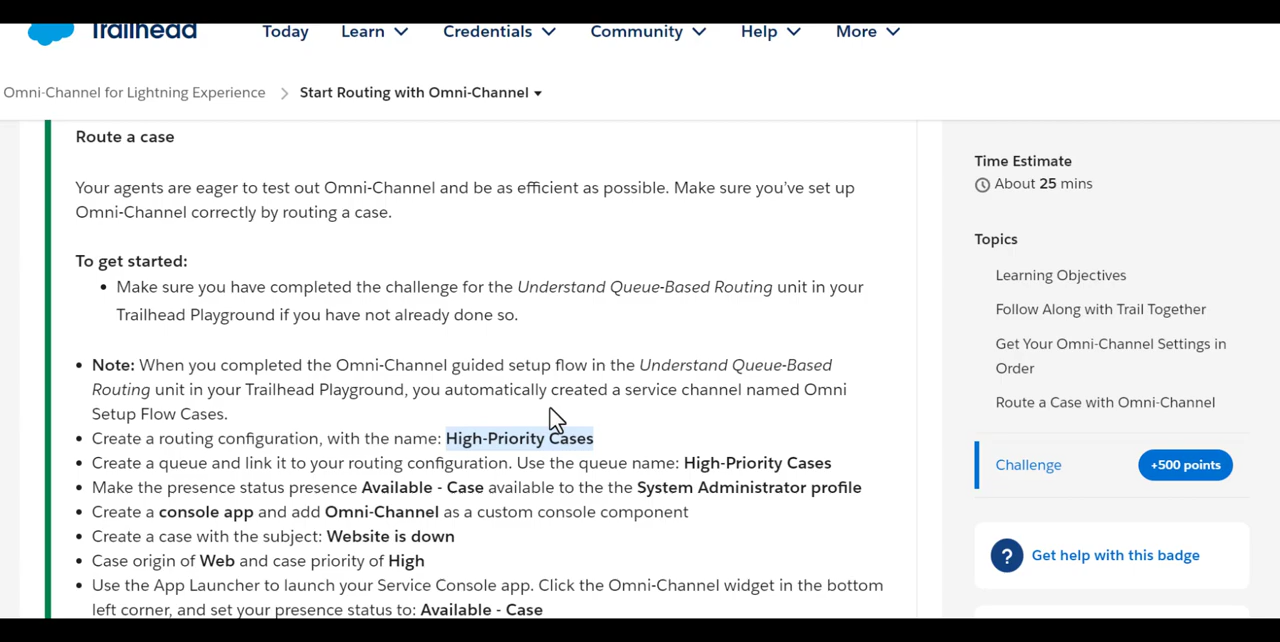 Trailhead
Today Learn Credentials Community Help More
Omni-Channel for Lightning Experience > Start Routing with Omni-Channel
Route a case
Your agents are eager to test out Omni-Channel and be as efficient as possible. Make sure you've set up
Omni-Channel correctly by routing a case.
To get started:
• Make sure you have completed the challenge for the Understand Queue-Based Routing unit in your
Trailhead Playground if you have not already done so.
• Note: When you completed the Omni-Channel guided setup flow in the Understand Queue-Based
Routing unit in your Trailhead Playground, you automatically created a service channel named Omni
Setup Flow Cases.
• Create a routing configuration, with the name: High-Priority Cases
• Create a queue and link it to your routing configuration. Use the queue name: High-Priority Cases
• Make the presence status presence Available - Case available to the the System Administrator profile
• Create a console app and add Omni-Channel as a custom console component
• Create a case with the subject: Website is down
• Case origin of Web and case priority of High
• Use the App Launcher to launch your Service Console app. Click the Omni-Channel widget in the bottom
left corner, and set your presence status to: Available - Case
Time Estimate
About 25 mins
Topics
Learning Objectives
Follow Along with Trail Together
Get Your Omni-Channel Settings in
Order
Route a Case with Omni-Channel
Challenge +500 points
? Get help with this badge